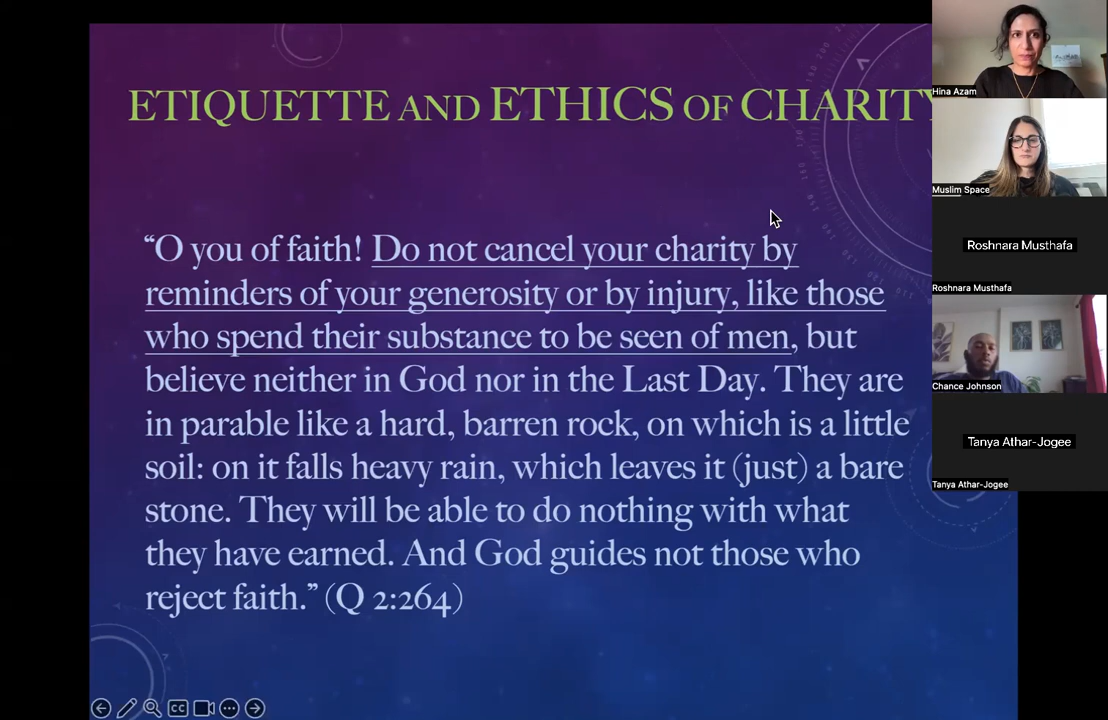 ETIQUETTE AND ETHICS OF CHARITY
“O you of faith! Do not cancel your charity by
reminders of your generosity or by injury, like those
who spend their substance to be seen of men, but
believe neither in God nor in the Last Day. They are
in parable like a hard, barren rock, on which is a little
soil: on it falls heavy rain, which leaves it (just) a bare
stone. They will be able to do nothing with what
they have earned. And God guides not those who
reject faith.” (Q 2:264)
Hina Azam
Muslim Space
Roshnara Musthafa
Roshnara Musthafa
Chance Johnson
Tanya Athar-Jogee
Tanya Athar-Jogee
CC